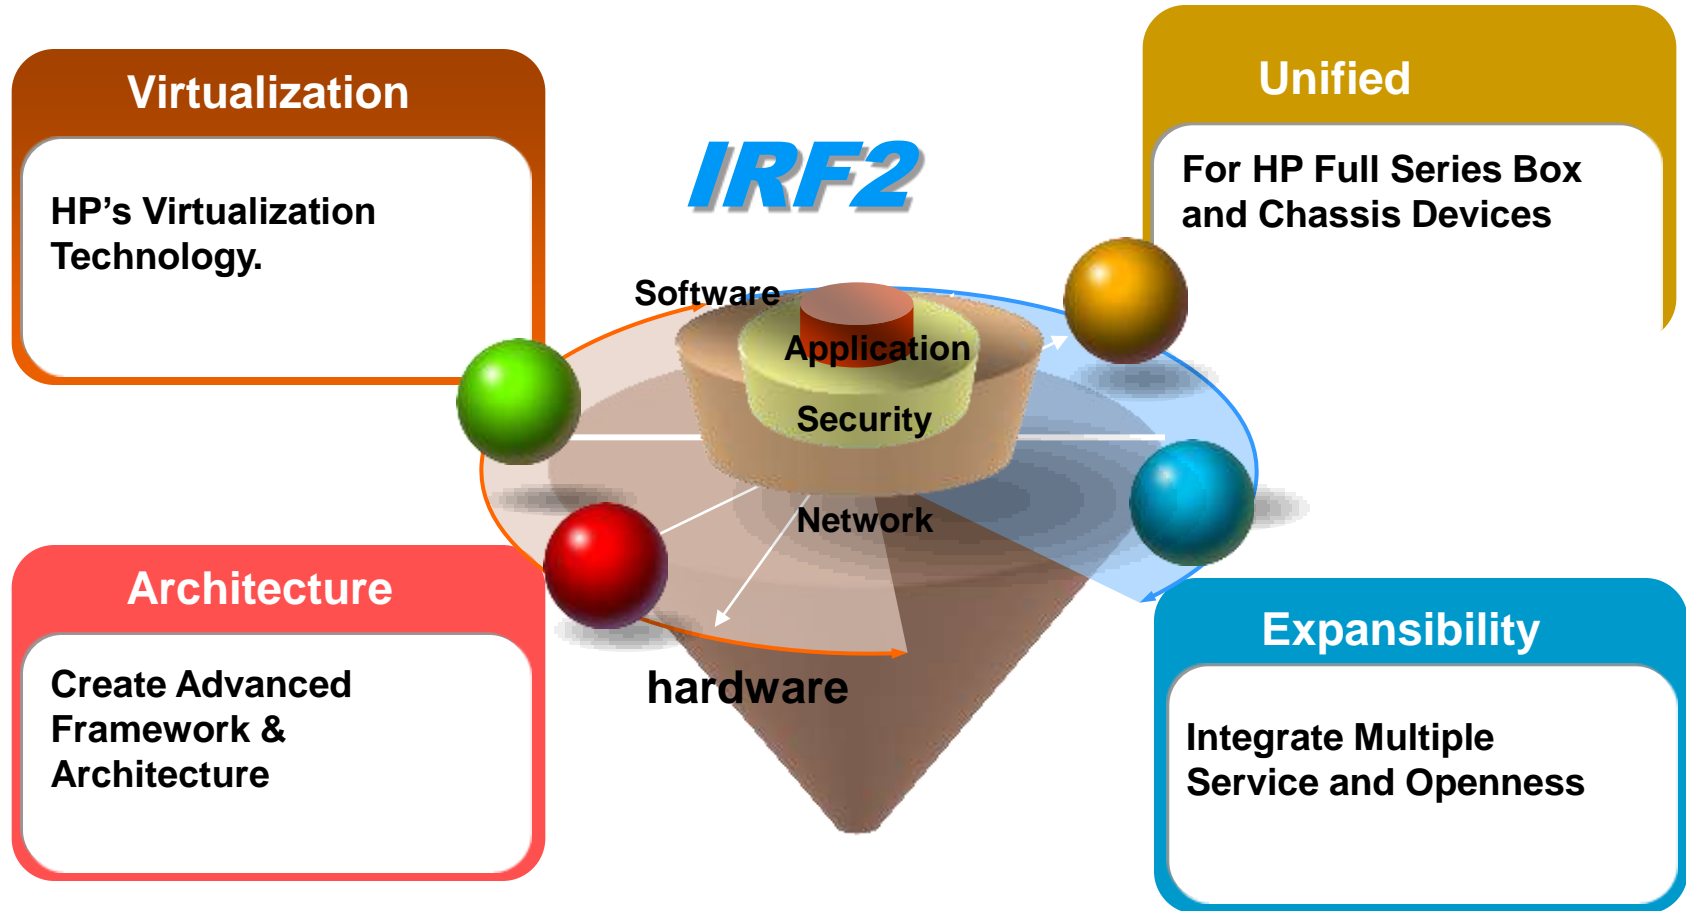 Virtualization
HP’s Virtualization
Technology.
Unified
For HP Full Series Box
and Chassis Devices
IRF2
Software
Application
Security
Network
hardware
Architecture
Create Advanced
Framework &
Architecture
Expansibility
Integrate Multiple
Service and Openness